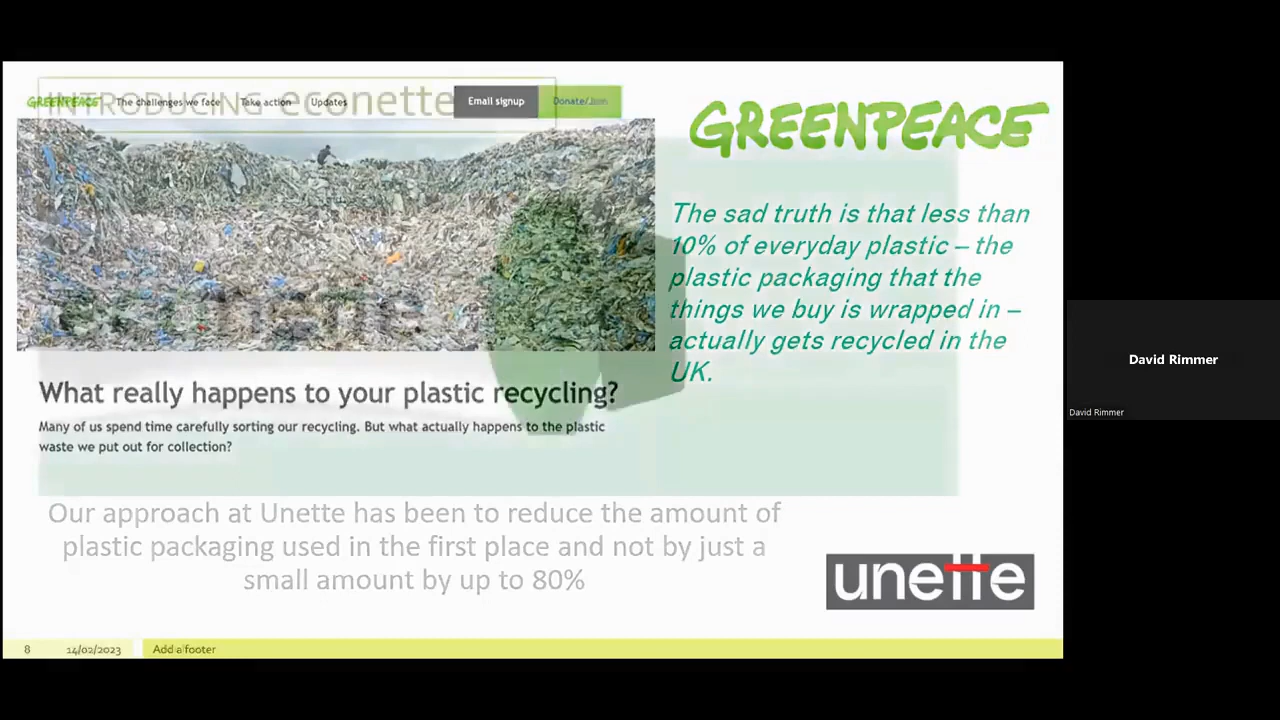 INTRODUCING econette
GREENPEACE The challenges we face Take action Updates Email signup Donate/Join
GREENPEACE
The sad truth is that less than
10% of everyday plastic – the
plastic packaging that the
things we buy is wrapped in –
actually gets recycled in the
UK.
What really happens to your plastic recycling?
Many of us spend time carefully sorting our recycling. But what actually happens to the plastic
waste we put out for collection?
Our approach at Unette has been to reduce the amount of
plastic packaging used in the first place and not by just a
small amount by up to 80%
unette
8 14/02/2023 Add a footer
David Rimmer
David Rimmer